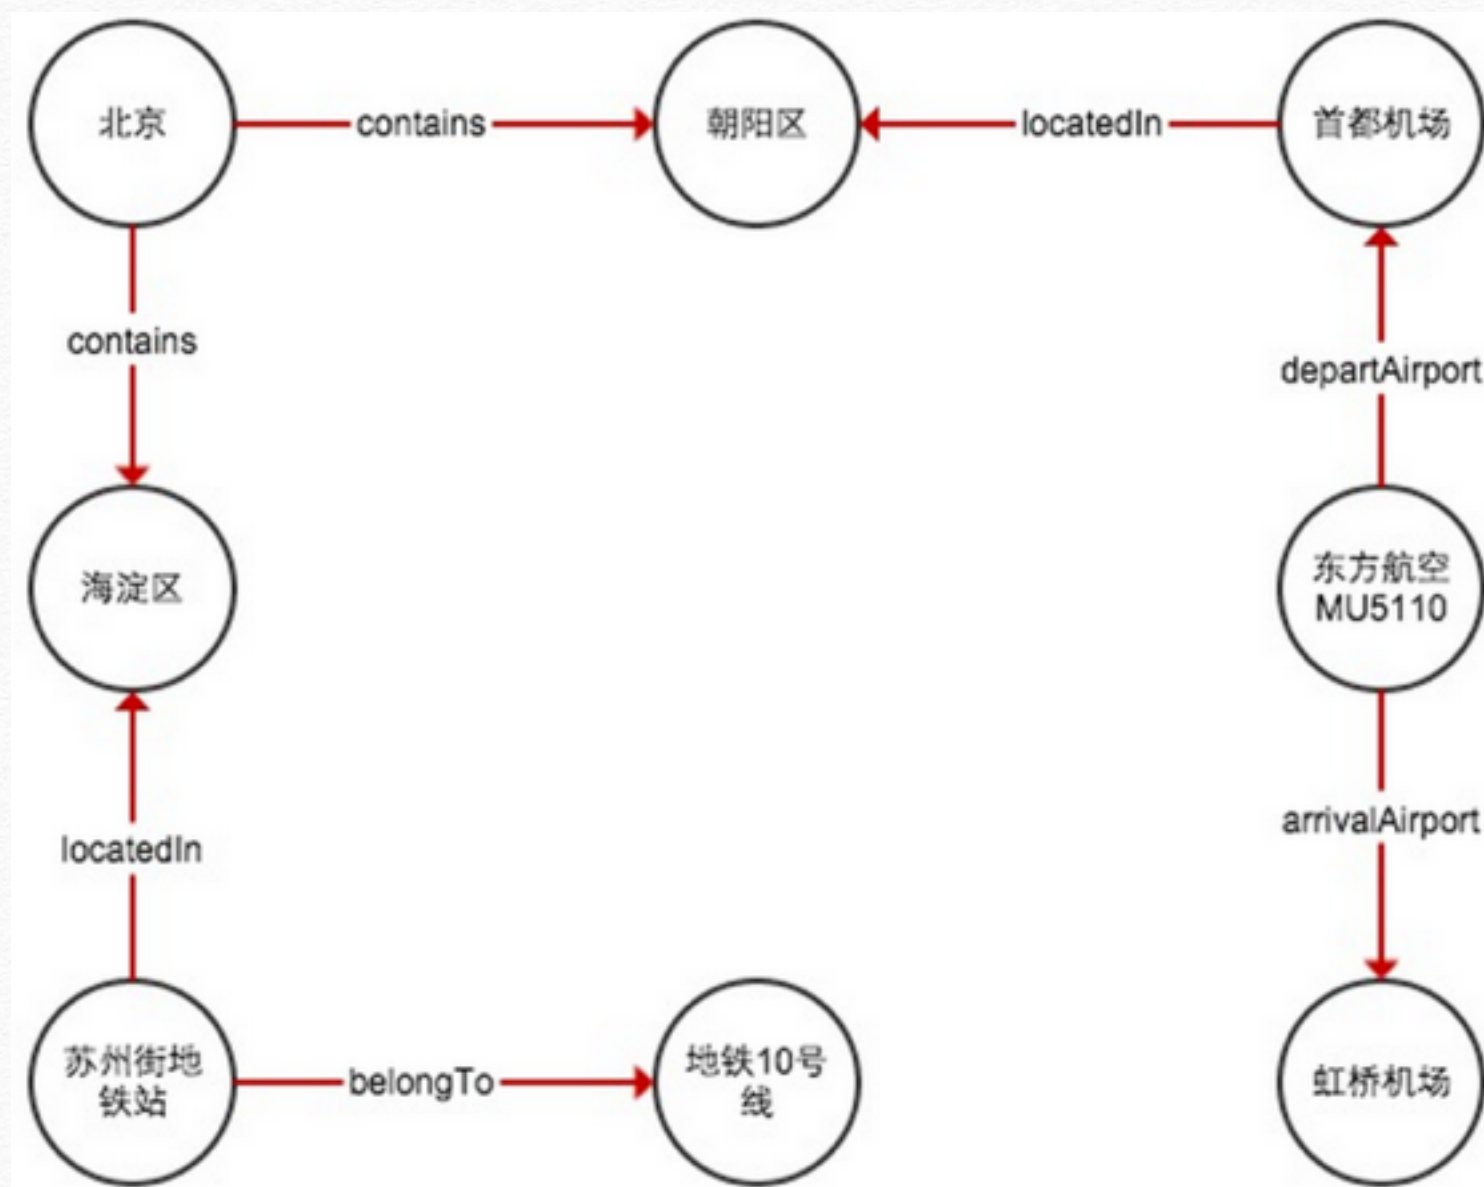 北京
contains
朝阳区
locatedIn
首都机场
contains
departAirport
海淀区
东方航空
MU5110
locatedIn
arrivalAirport
苏州街地
铁站
belongTo
地铁10号
线
虹桥机场